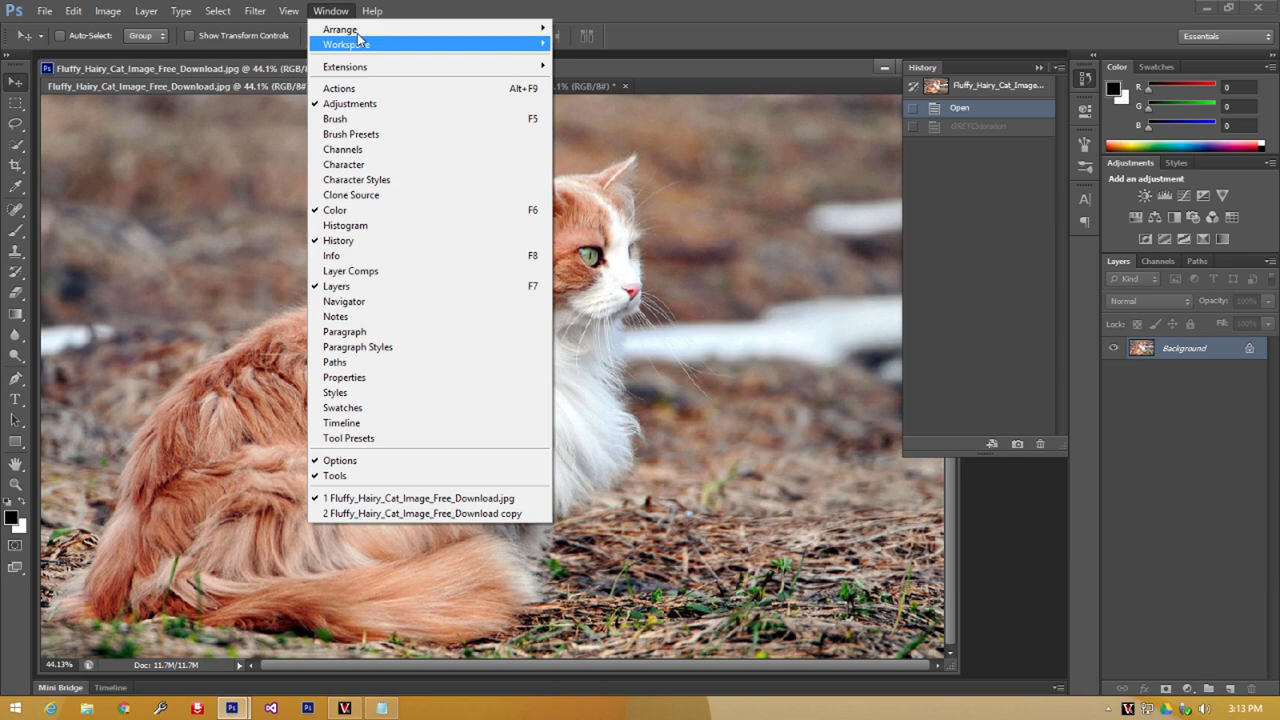 Ps File Edit Image Layer Type Select Filter View Window Help
Auto-Select: Group Show Transform Controls Essentials
Fluffy_Hairy_Cat_Image_Free_Download.jpg @ 44.1% (RGB/
Fluffy_Hairy_Cat_Image_Free_Download.jpg @ 44.1% (RGB/8#) .1% (RGB/8#) * ×
Arrange
Workspace
Extensions
Actions Alt+F9
Adjustments
Brush F5
Brush Presets
Channels
Character
Character Styles
Clone Source
Color F6
Histogram
History
Info F8
Layer Comps
Layers F7
Navigator
Notes
Paragraph
Paragraph Styles
Paths
Properties
Styles
Swatches
Timeline
Tool Presets
Options
Tools
1 Fluffy_Hairy_Cat_Image_Free_Download.jpg
2 Fluffy_Hairy_Cat_Image_Free_Download copy
History
Fluffy_Hairy_Cat_Image...
Open
Color Swatches
R 0
G 0
B 0
Adjustments Styles
Add an adjustment
Layers Channels Paths
Kind
Normal Opacity: 100%
Lock: Fill: 100%
Background
44.13% Doc: 11.7M/11.7M
Mini Bridge Timeline
3:13 PM